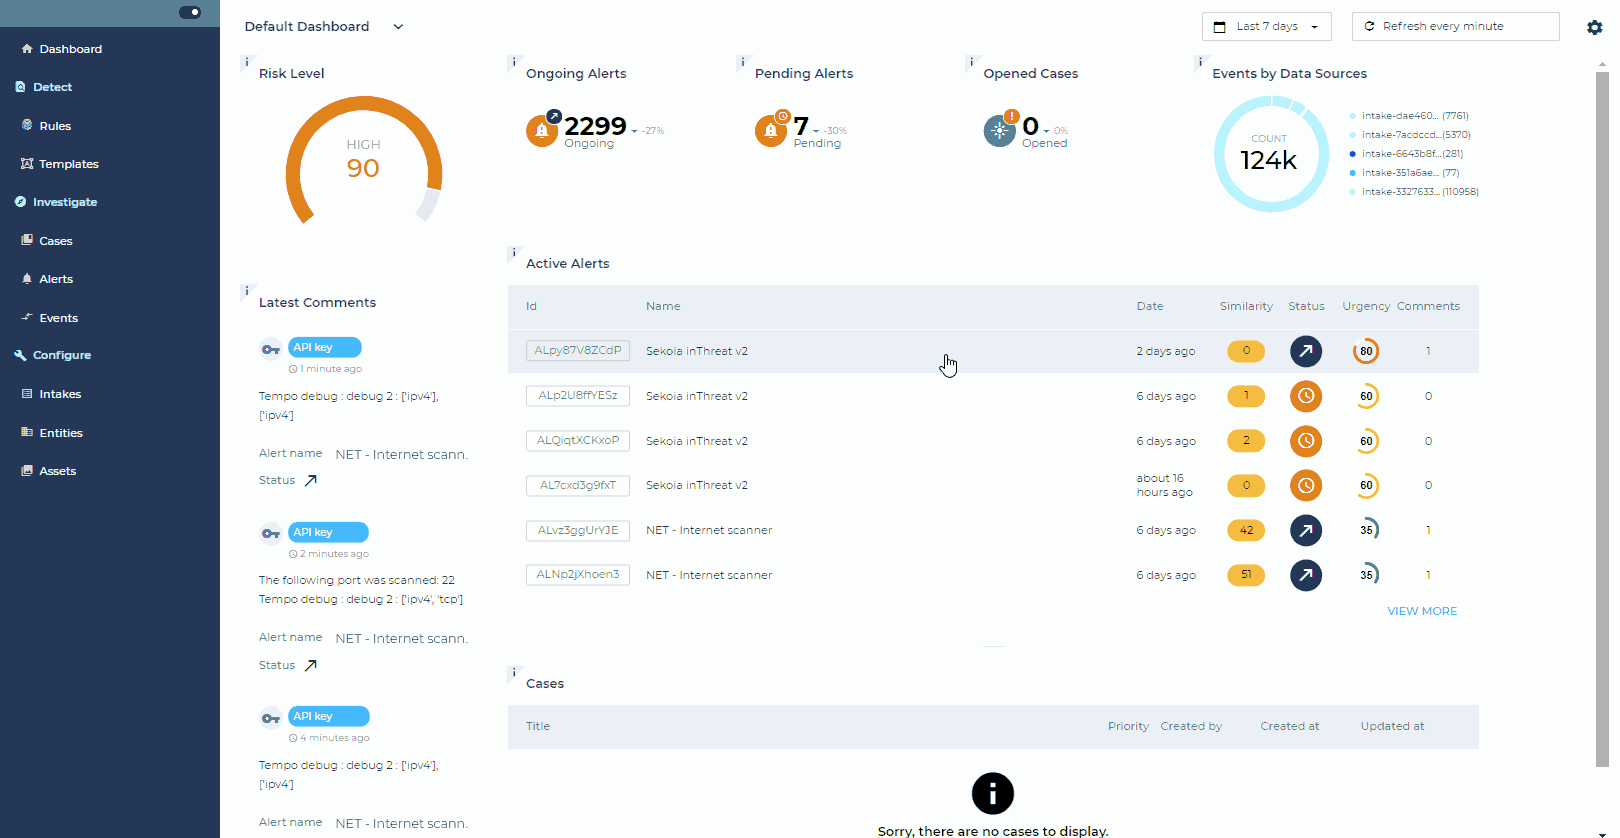 Default Dashboard
Last 7 days
Refresh every minute
Dashboard
Detect
Rules
Templates
Investigate
Cases
Alerts
Events
Configure
Intakes
Entities
Assets
Risk Level
HIGH
90
Ongoing Alerts
2299 -27%
Ongoing
Pending Alerts
7 -30%
Pending
Opened Cases
0 0%
Opened
Events by Data Sources
COUNT
124k
intake-dae460... (7761)
intake-7acdccd...(5370)
intake-6643b8f...(281)
intake-351a6ae... (77)
intake-3327633... (110958)
Latest Comments
API key
1 minute ago
Tempo debug : debug 2 : ['ipv4'],
['ipv4']
Alert name NET - Internet scann.
Status
API key
2 minutes ago
The following port was scanned: 22
Tempo debug : debug 2 : ['ipv4', 'tcp']
Alert name NET - Internet scann.
Status
API key
4 minutes ago
Tempo debug : debug 2 : ['ipv4'],
['ipv4']
Alert name NET - Internet scann.
Active Alerts
Id Name Date Similarity Status Urgency Comments
ALpy87V8ZCdP Sekoia inThreat v2 2 days ago 0 80 1
ALp2U8ffYESz Sekoia inThreat v2 6 days ago 1 60 0
ALQiqtXCKxoP Sekoia inThreat v2 6 days ago 2 60 0
AL7cxd3g9fxT Sekoia inThreat v2 about 16 hours ago 0 60 0
ALvz3ggUrYJE NET - Internet scanner 6 days ago 42 35 1
ALNp2jXhoen3 NET - Internet scanner 6 days ago 51 35 1
VIEW MORE
Cases
Title Priority Created by Created at Updated at
Sorry, there are no cases to display.